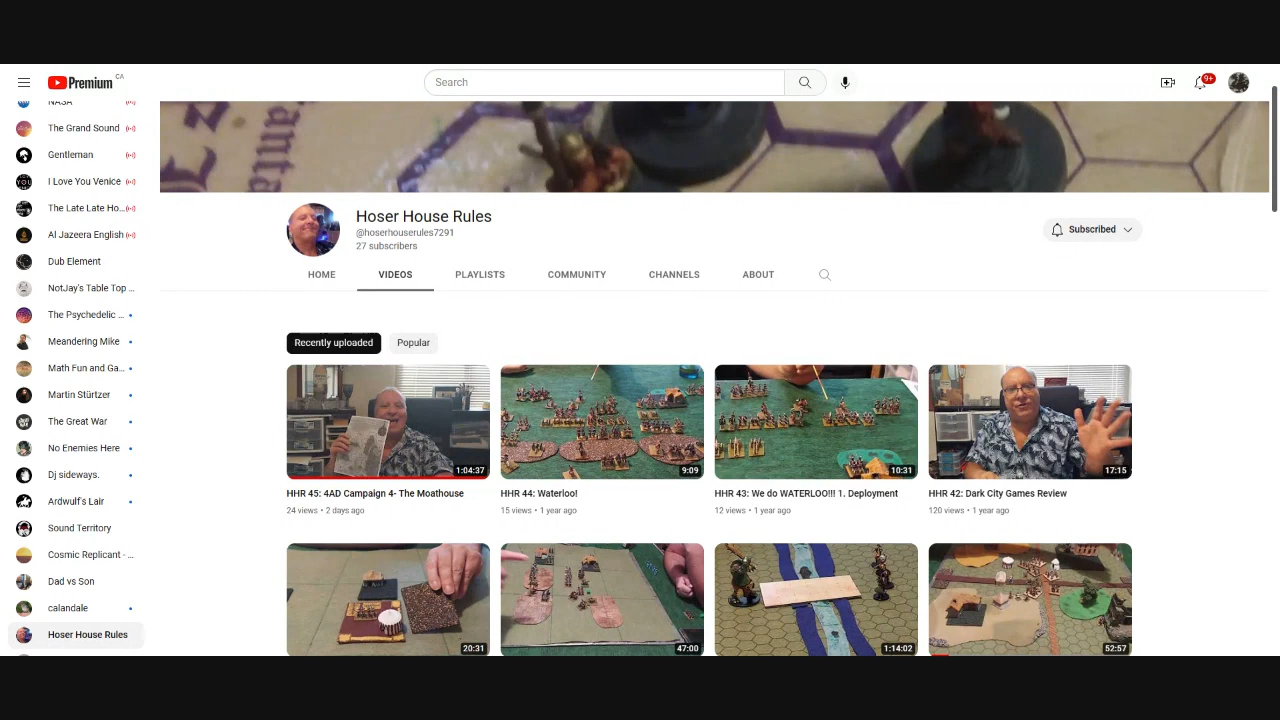 Premium CA
Search
9+
NASA
The Grand Sound
Gentleman
I Love You Venice
The Late Late Ho...
Al Jazeera English
Dub Element
NotJay's Table Top ...
The Psychedelic ...
Meandering Mike
Math Fun and Ga...
Martin Stürtzer
The Great War
No Enemies Here
Dj sideways.
Ardwulf's Lair
Sound Territory
Cosmic Replicant - ...
Dad vs Son
calandale
Hoser House Rules
Hoser House Rules
@hoserhouserules7291
27 subscribers
Subscribed
HOME VIDEOS PLAYLISTS COMMUNITY CHANNELS ABOUT
Recently uploaded Popular
1:04:37 9:09 10:31 17:15
HHR 45: 4AD Campaign 4- The Moathouse
24 views • 2 days ago
HHR 44: Waterloo!
15 views • 1 year ago
HHR 43: We do WATERLOO!!! 1. Deployment
12 views • 1 year ago
HHR 42: Dark City Games Review
120 views • 1 year ago
20:31 47:00 1:14:02 52:57